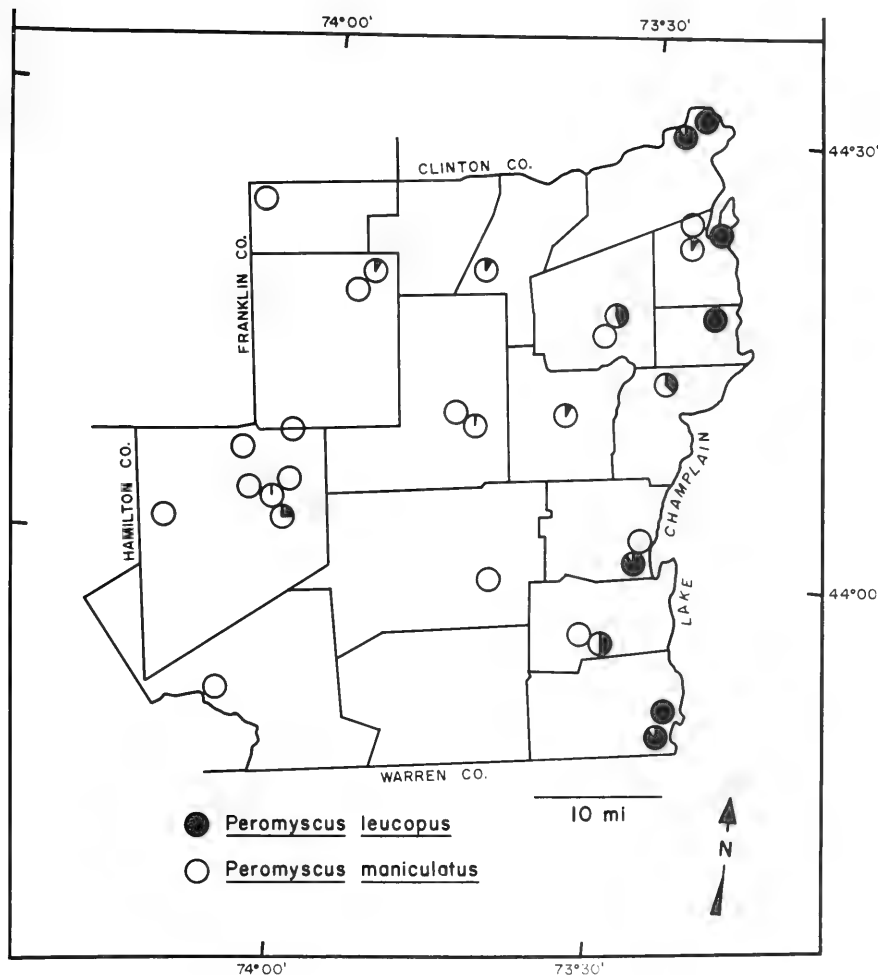 74°00'
73°30'
44°30'
CLINTON CO.
FRANKLIN CO.
HAMILTON CO.
LAKE CHAMPLAIN
44°00
WARREN CO.
10 mi
Peromyscus leucopus
Peromyscus maniculatus
N
74°00'
73°30'